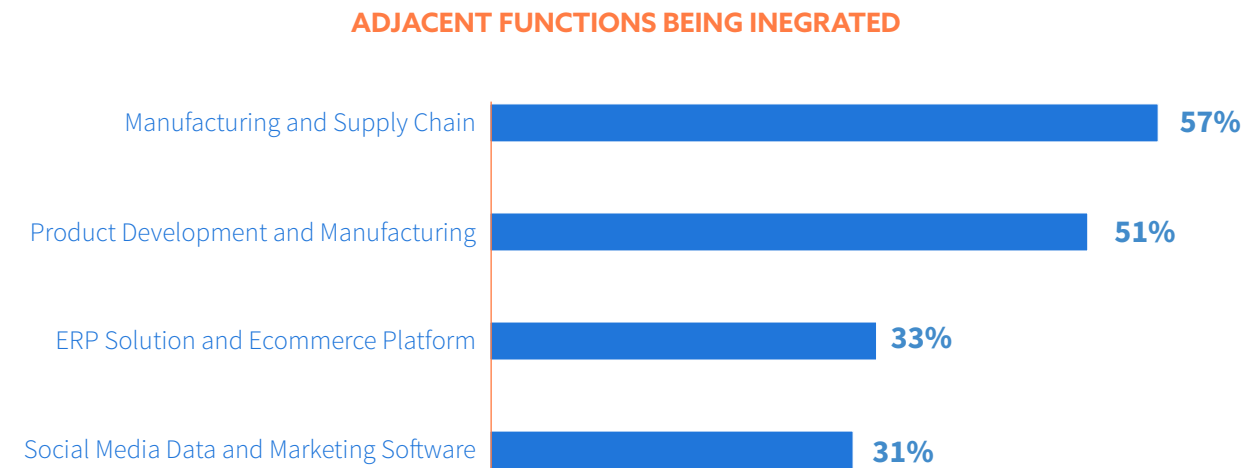 ADJACENT FUNCTIONS BEING INEGRATED
Manufacturing and Supply Chain 57%
Product Development and Manufacturing 51%
ERP Solution and Ecommerce Platform 33%
Social Media Data and Marketing Software 31%